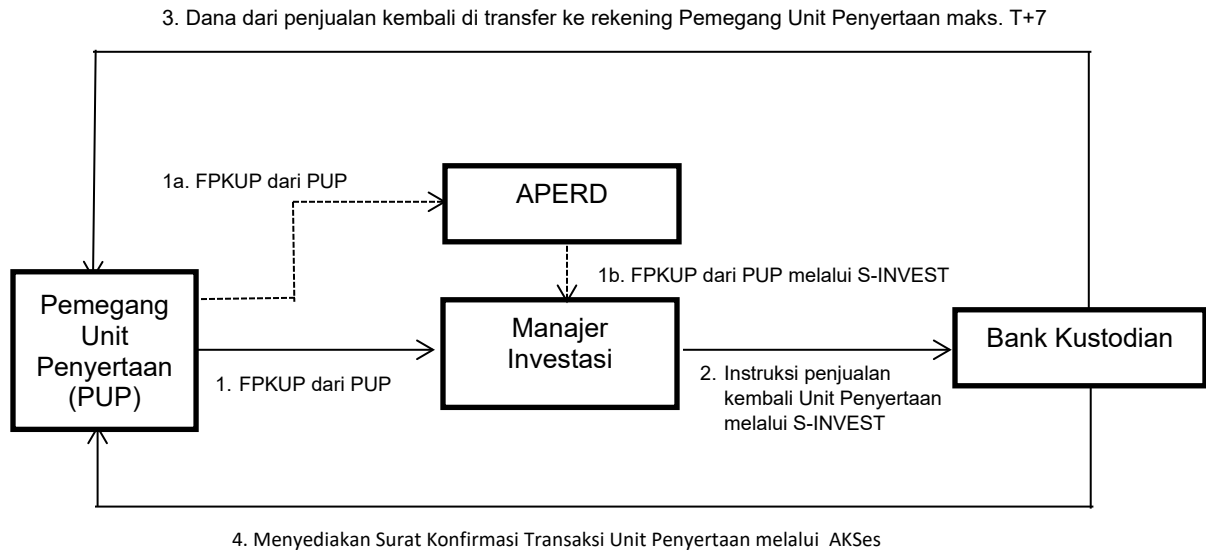 3. Dana dari penjualan kembali di transfer ke rekening Pemegang Unit Penyertaan maks. T+7
1a. FPKUP dari PUP
APERD
1b. FPKUP dari PUP melalui S-INVEST
Pemegang
Unit
Penyertaan
(PUP)
1. FPKUP dari PUP
Manajer
Investasi
2. Instruksi penjualan
kembali Unit Penyertaan
melalui S-INVEST
Bank Kustodian
4. Menyediakan Surat Konfirmasi Transaksi Unit Penyertaan melalui AKSes